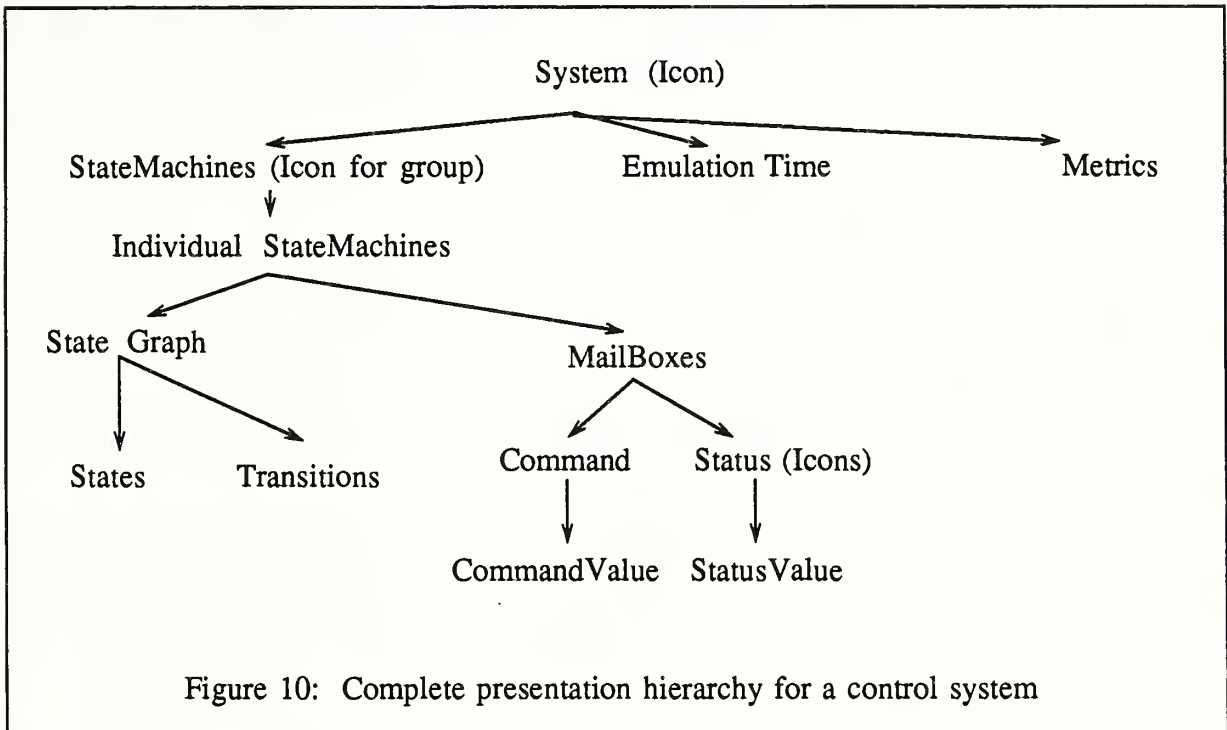 System (Icon)
StateMachines (Icon for group)
Emulation Time
Metrics
Individual StateMachines
State Graph
MailBoxes
States
Transitions
Command
Status (Icons)
CommandValue
StatusValue
Figure 10: Complete presentation hierarchy for a control system